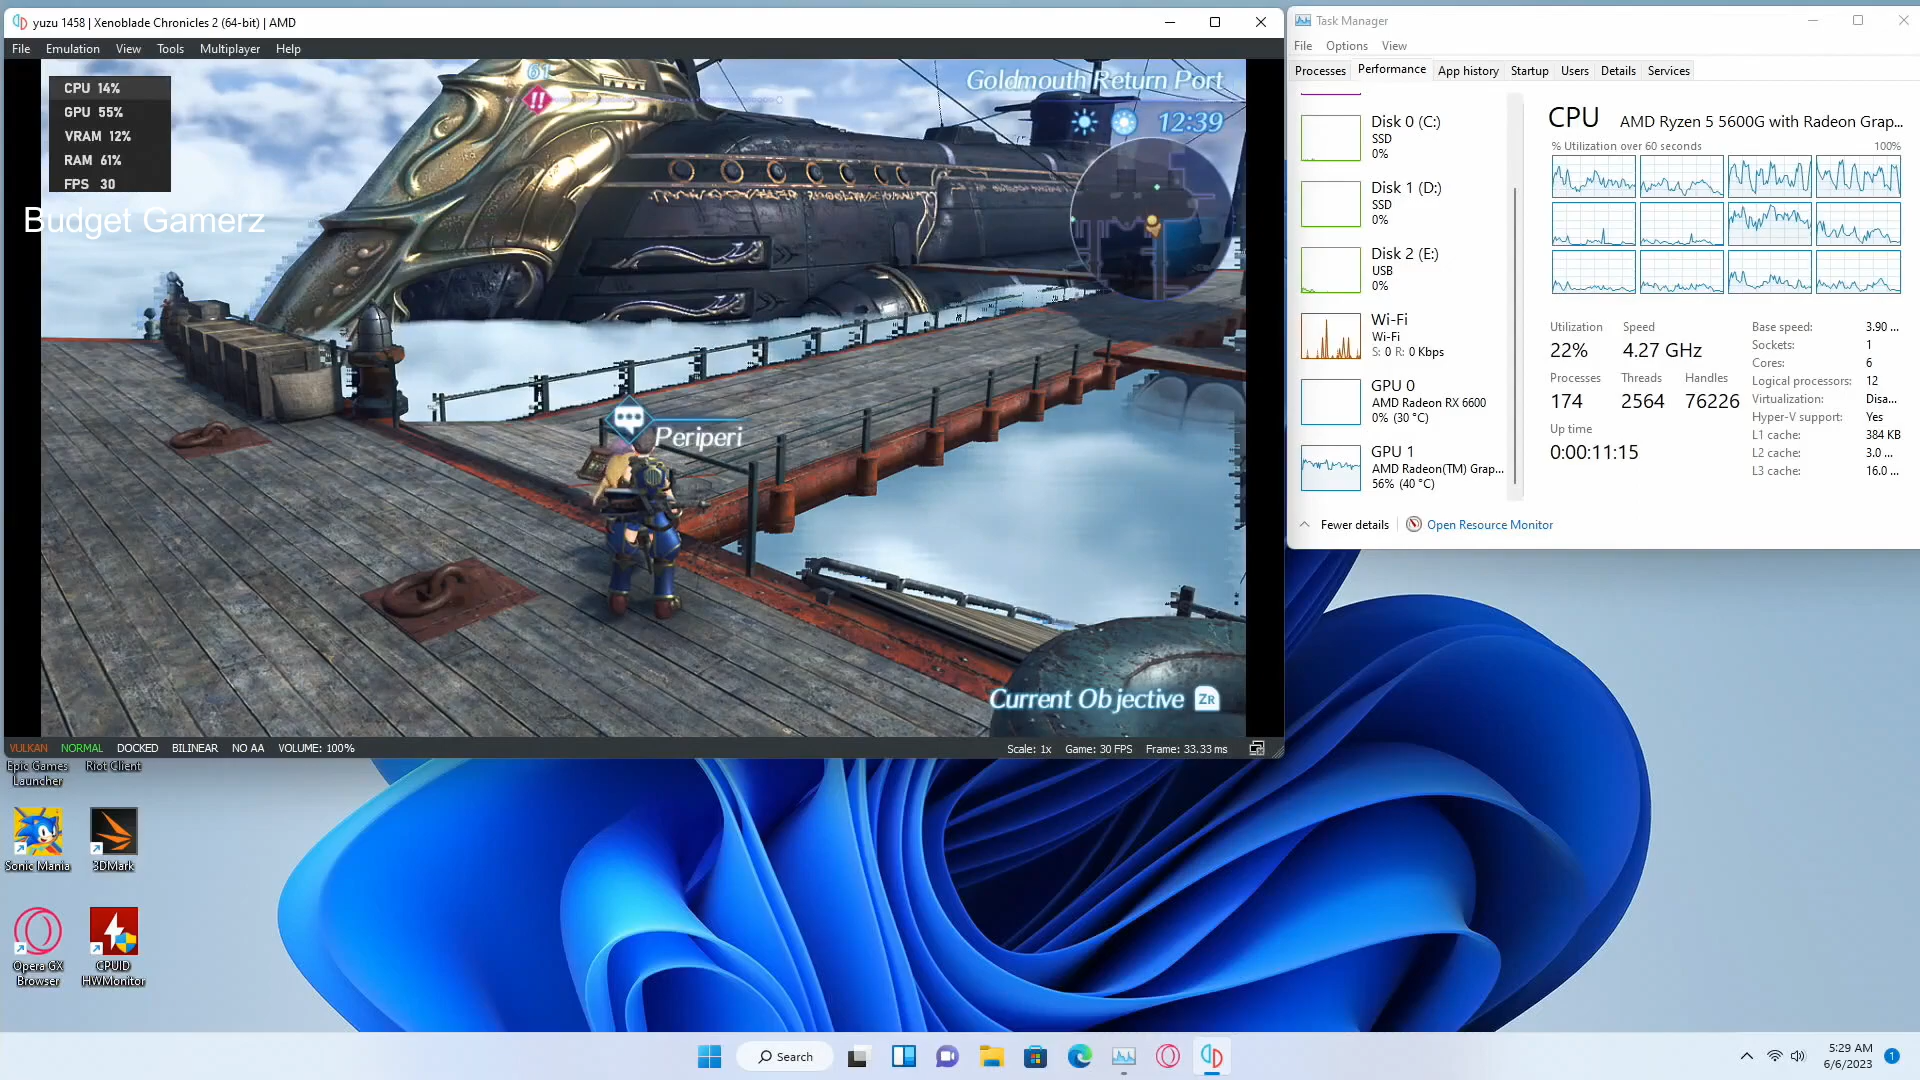 yuzu 1458 | Xenoblade Chronicles 2 (64-bit) | AMD
File Emulation View Tools Multiplayer Help
CPU 14%
GPU 55%
VRAM 12%
RAM 61%
FPS 30
Budget Gamerz
61
!!
Goldmouth Return Port
12:39
Periperi
Current Objective ZR
VULKAN NORMAL DOCKED BILINEAR NO AA VOLUME: 100%
Scale: 1x Game: 30 FPS Frame: 33.33 ms
Task Manager
File Options View
Processes Performance App history Startup Users Details Services
Disk 0 (C:)
SSD
0%
Disk 1 (D:)
SSD
0%
Disk 2 (E:)
USB
0%
Wi-Fi
Wi-Fi
S: 0 R: 0 Kbps
GPU 0
AMD Radeon RX 6600
0% (30 °C)
GPU 1
AMD Radeon(TM) Grap...
56% (40 °C)
CPU AMD Ryzen 5 5600G with Radeon Grap...
% Utilization over 60 seconds 100%
Utilization Speed
22% 4.27 GHz
Processes Threads Handles
174 2564 76226
Up time
0:00:11:15
Base speed: 3.90 ...
Sockets: 1
Cores: 6
Logical processors: 12
Virtualization: Disa...
Hyper-V support: Yes
L1 cache: 384 KB
L2 cache: 3.0 ...
L3 cache: 16.0 ...
Fewer details Open Resource Monitor
Epic Games
Launcher
Riot Client
Sonic Mania
3DMark
Opera GX
Browser
CPUID
HWMonitor
Search
5:29 AM
6/6/2023
1